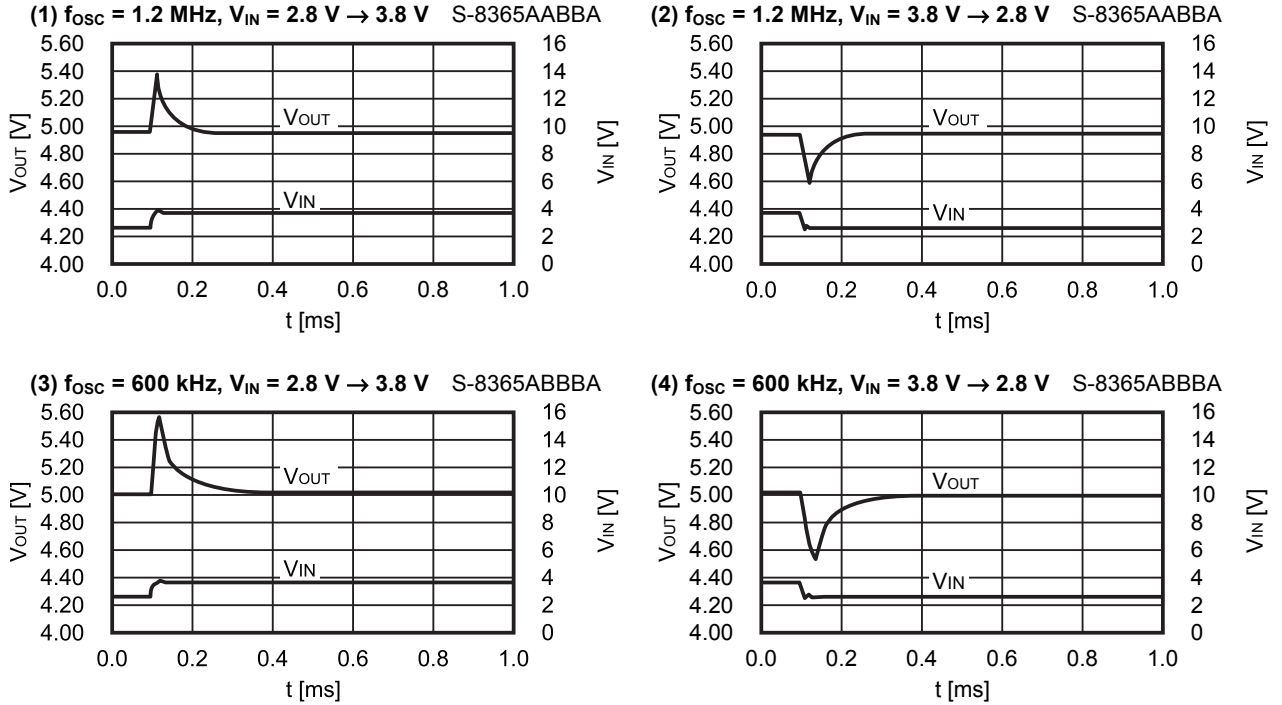 (1) fOSC = 1.2 MHz, VIN = 2.8 V → 3.8 V S-8365AABBA
5.60
5.40
5.20
5.00
4.80
4.60
4.40
4.20
4.00
VOUT [V]
VOUT
VIN
16
14
12
10
8
6
4
2
0
VIN [V]
0.0 0.2 0.4 0.6 0.8 1.0
t [ms]
(2) fOSC = 1.2 MHz, VIN = 3.8 V → 2.8 V S-8365AABBA
5.60
5.40
5.20
5.00
4.80
4.60
4.40
4.20
4.00
VOUT [V]
VOUT
VIN
16
14
12
10
8
6
4
2
0
VIN [V]
0.0 0.2 0.4 0.6 0.8 1.0
t [ms]
(3) fOSC = 600 kHz, VIN = 2.8 V → 3.8 V S-8365ABBBA
5.60
5.40
5.20
5.00
4.80
4.60
4.40
4.20
4.00
VOUT [V]
VOUT
VIN
16
14
12
10
8
6
4
2
0
VIN [V]
0.0 0.2 0.4 0.6 0.8 1.0
t [ms]
(4) fOSC = 600 kHz, VIN = 3.8 V → 2.8 V S-8365ABBBA
5.60
5.40
5.20
5.00
4.80
4.60
4.40
4.20
4.00
VOUT [V]
VOUT
VIN
16
14
12
10
8
6
4
2
0
VIN [V]
0.0 0.2 0.4 0.6 0.8 1.0
t [ms]